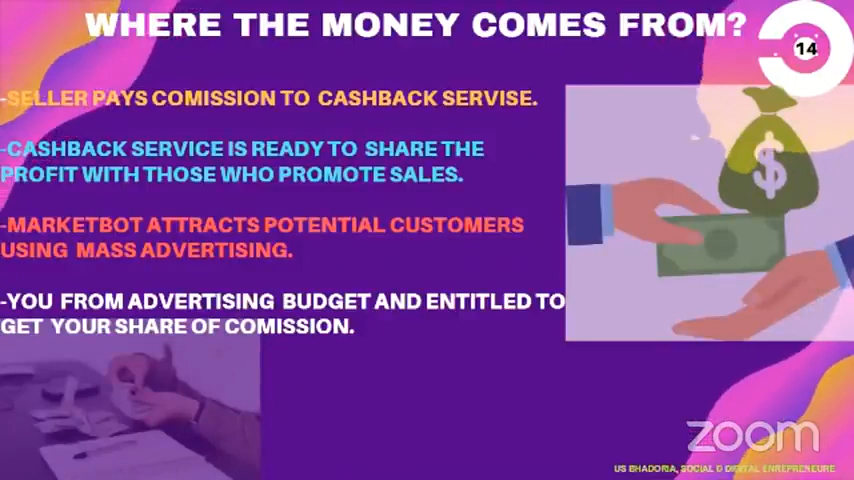 WHERE THE MONEY COMES FROM?
14
-SELLER PAYS COMISSION TO CASHBACK SERVISE.
-CASHBACK SERVICE IS READY TO SHARE THE
PROFIT WITH THOSE WHO PROMOTE SALES.
-MARKETBOT ATTRACTS POTENTIAL CUSTOMERS
USING MASS ADVERTISING.
-YOU FROM ADVERTISING BUDGET AND ENTITLED TO
GET YOUR SHARE OF COMISSION.
$
zoom
US BHADORIA, SOCIAL & DIGITAL ENREPRENEURE